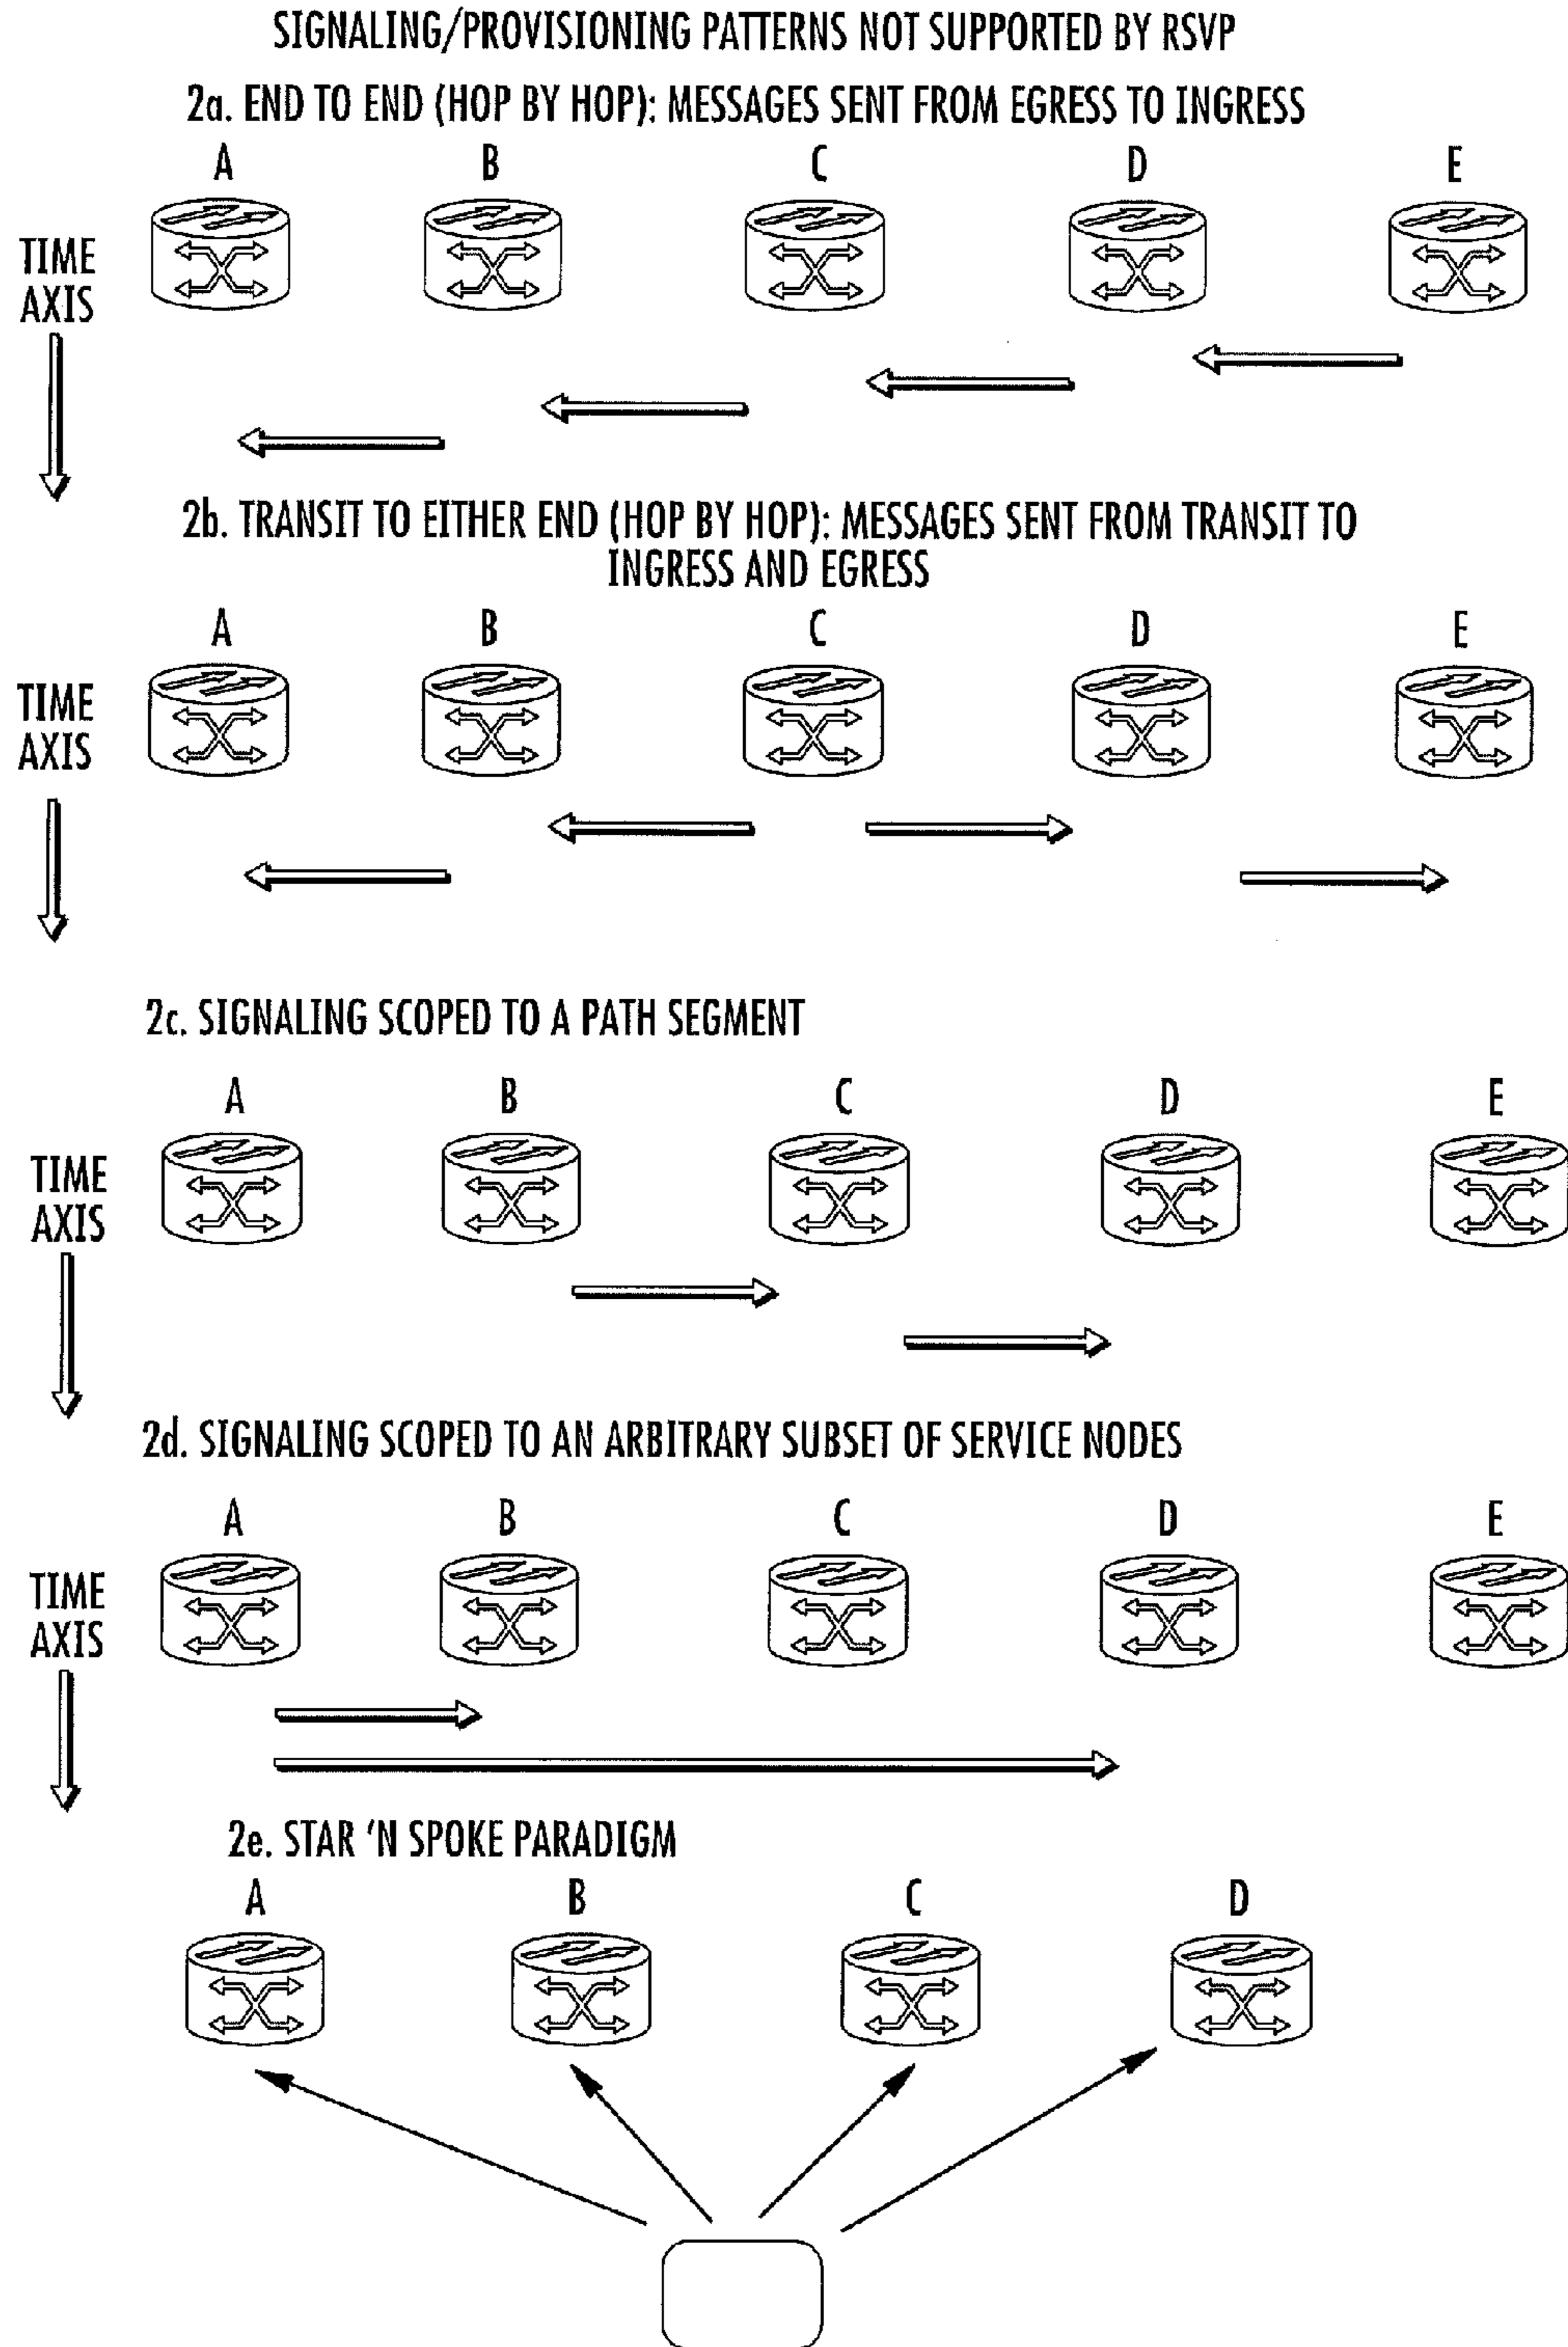 SIGNALING/PROVISIONING PATTERNS NOT SUPPORTED BY RSVP
2a. END TO END (HOP BY HOP): MESSAGES SENT FROM EGRESS TO INGRESS
A B C D E
TIME
AXIS
2b. TRANSIT TO EITHER END (HOP BY HOP): MESSAGES SENT FROM TRANSIT TO
INGRESS AND EGRESS
A B C D E
TIME
AXIS
2c. SIGNALING SCOPED TO A PATH SEGMENT
A B C D E
TIME
AXIS
2d. SIGNALING SCOPED TO AN ARBITRARY SUBSET OF SERVICE NODES
A B C D E
TIME
AXIS
2e. STAR 'N SPOKE PARADIGM
A B C D